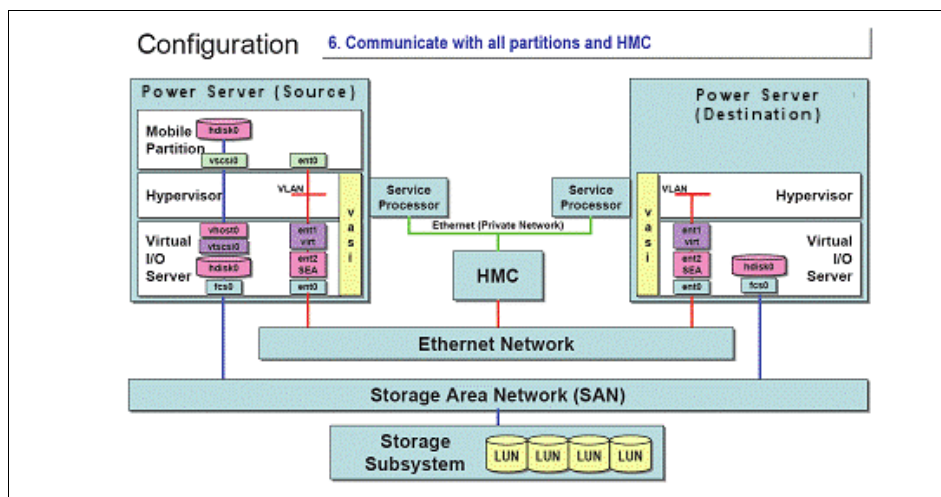 Configuration
6. Communicate with all partitions and HMC
Power Server (Source)
Mobile
Partition
hdisk0
vscsi0
ent0
Hypervisor
VLAN
vasi
Virtual
I/O
Server
vhost0
vtscsi0
hdisk0
fcs0
ent1
virt
ent2
SEA
ent0
Service
Processor
Service
Processor
Ethernet (Private Network)
HMC
Power Server
(Destination)
VLAN
Hypervisor
vasi
ent1
virt
ent2
SEA
ent0
hdisk0
fcs0
Virtual
I/O
Server
Ethernet Network
Storage Area Network (SAN)
Storage
Subsystem
LUN
LUN
LUN
LUN